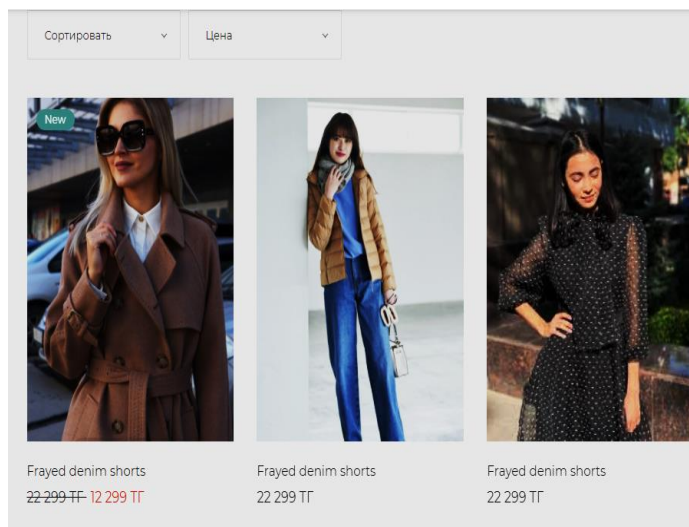 Сортировать
Цена
New
Frayed denim shorts
22 299 ТГ 12 299 ТГ
Frayed denim shorts
22 299 ТГ
Frayed denim shorts
22 299 ТГ